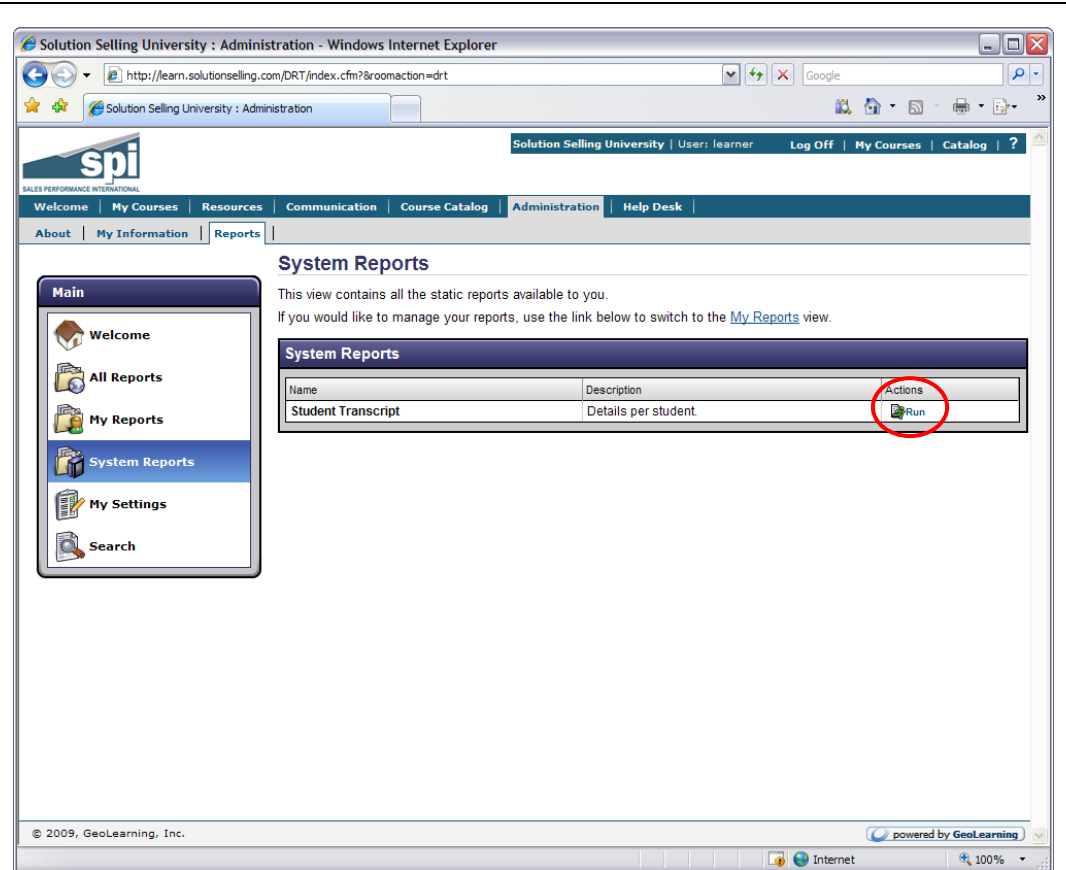 Solution Selling University : Administration - Windows Internet Explorer
http://learn.solutionselling.com/DRT/index.cfm?&roomaction=drt
Google
Solution Selling University : Administration
spi
SALES PERFORMANCE INTERNATIONAL
Solution Selling University | User: learner Log Off | My Courses | Catalog | ?
Welcome | My Courses | Resources | Communication | Course Catalog | Administration | Help Desk |
About | My Information | Reports |
System Reports
This view contains all the static reports available to you.
If you would like to manage your reports, use the link below to switch to the My Reports view.
Main
Welcome
All Reports
My Reports
System Reports
My Settings
Search
System Reports
Name Description Actions
Student Transcript Details per student. Run
© 2009, GeoLearning, Inc.
powered by GeoLearning
Internet 100%